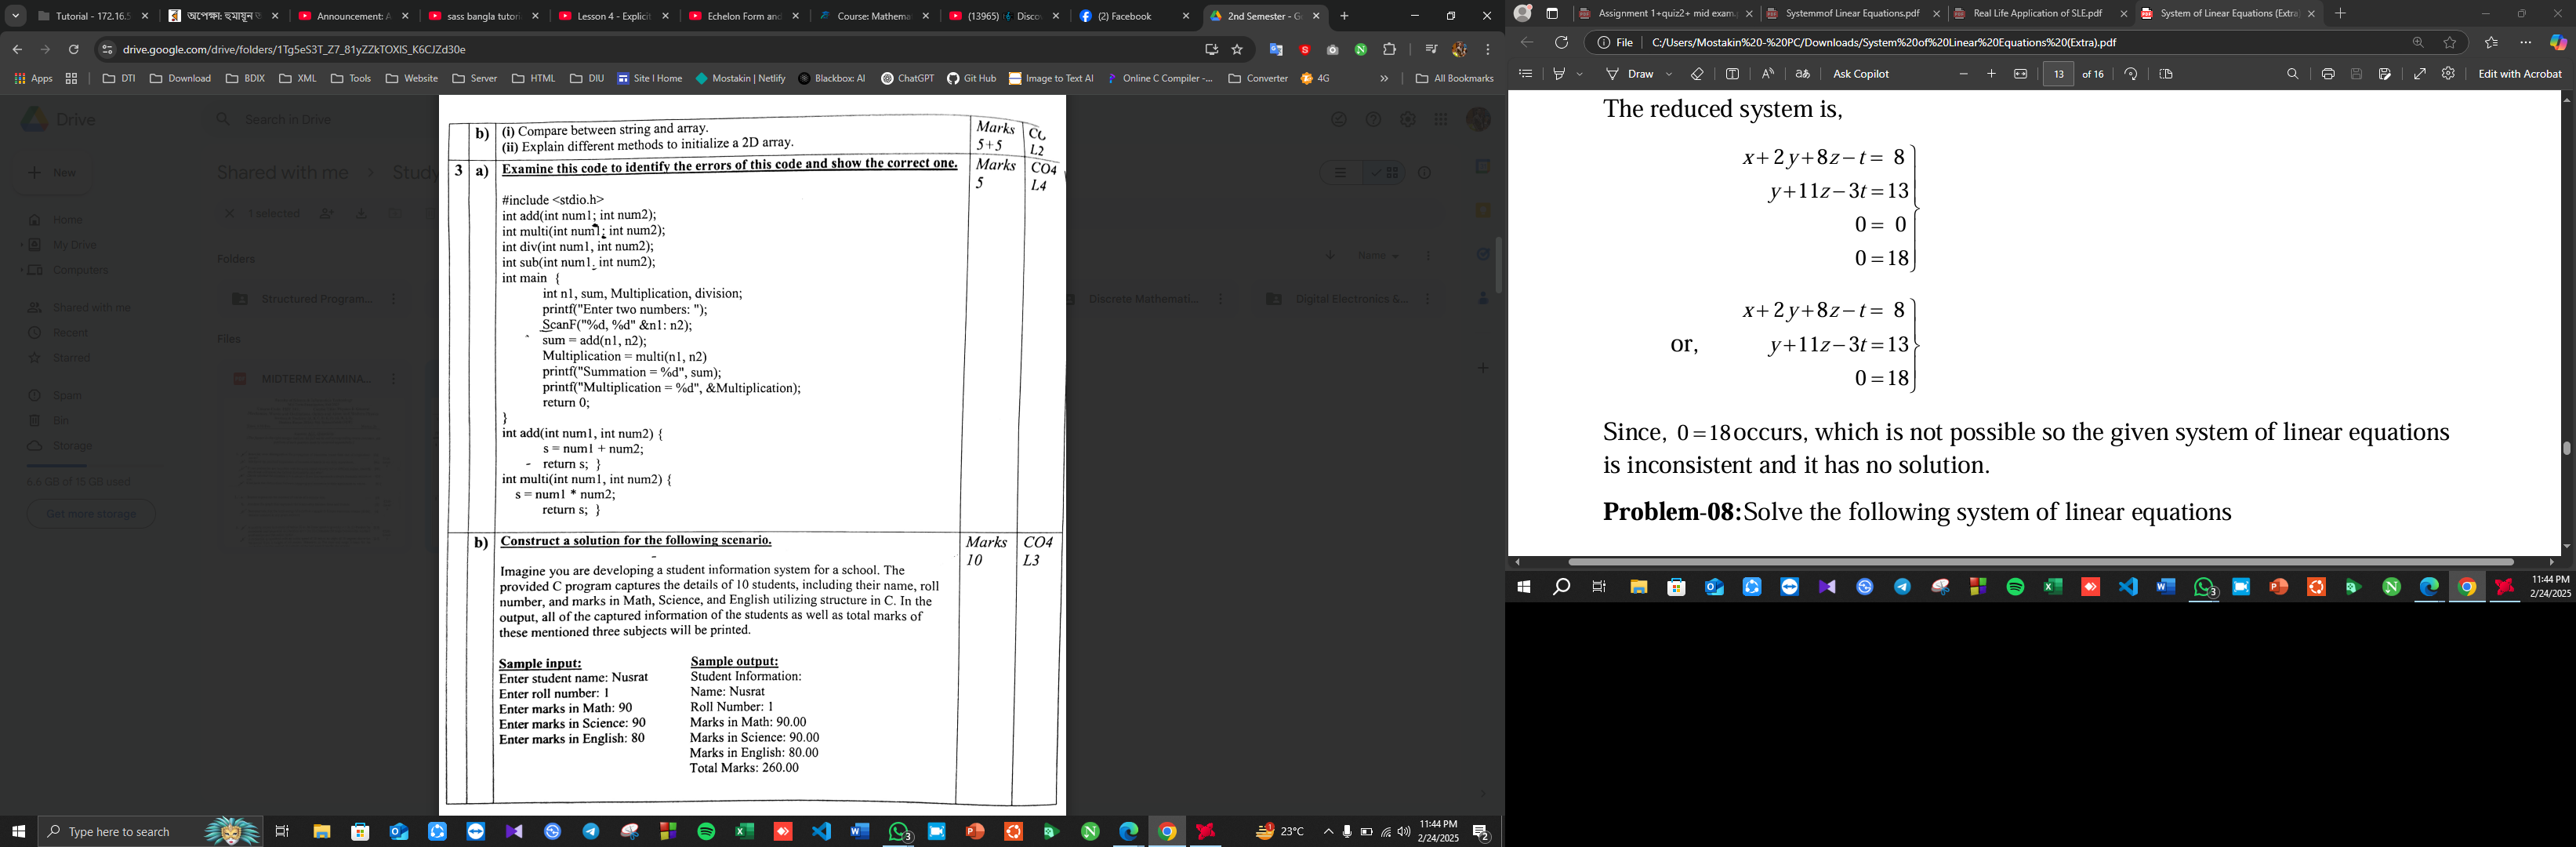 Tutorial - 172.16.5
অপেক্ষা: হুমায়ূন
Announcement: A
sass bangla tutori
Lesson 4 - Explicit
Echelon Form and
Course: Mathema
(13965)
Disco
(2) Facebook
2nd Semester - G
drive.google.com/drive/folders/1Tg5eS3T_Z7_81yZZkTOXlS_K6CJZd30e
Apps
DTI
Download
BDIX
XML
Tools
Website
Server
HTML
DIU
Site I Home
Mostakin | Netlify
Blackbox: AI
ChatGPT
Git Hub
Image to Text AI
Online C Compiler -...
Converter
4G
All Bookmarks
Drive
Search in Drive
New
Shared with me > Study
1 selected
Home
My Drive
Computers
Shared with me
Recent
Starred
Spam
Bin
Storage
6.6 GB of 15 GB used
Get more storage
Folders
Name
Structured Program...
Discrete Mathemati...
Digital Electronics &...
Files
MIDTERM EXAMINA...
b) (i) Compare between string and array. Marks
(ii) Explain different methods to initialize a 2D array. 5+5 L2
3 a) Examine this code to identify the errors of this code and show the correct one. Marks CO4
5 L4
#include <stdio.h>
int add(int num1; int num2);
int multi(int num1; int num2);
int div(int num1, int num2);
int sub(int num1, int num2);
int main {
int n1, sum, Multiplication, division;
printf("Enter two numbers: ");
ScanF("%d, %d" &n1: n2);
sum = add(n1, n2);
Multiplication = multi(n1, n2)
printf("Summation = %d", sum);
printf("Multiplication = %d", &Multiplication);
return 0;
}
int add(int num1, int num2) {
s = num1 + num2;
return s; }
int multi(int num1, int num2) {
s = num1 * num2;
return s; }
b) Construct a solution for the following scenario. Marks CO4
10 L3
Imagine you are developing a student information system for a school. The
provided C program captures the details of 10 students, including their name, roll
number, and marks in Math, Science, and English utilizing structure in C. In the
output, all of the captured information of the students as well as total marks of
these mentioned three subjects will be printed.
Sample input:
Enter student name: Nusrat
Enter roll number: 1
Enter marks in Math: 90
Enter marks in Science: 90
Enter marks in English: 80
Sample output:
Student Information:
Name: Nusrat
Roll Number: 1
Marks in Math: 90.00
Marks in Science: 90.00
Marks in English: 80.00
Total Marks: 260.00
Type here to search
3
23°C
11:44 PM
2/24/2025
2
Assignment 1+quiz2+ mid exam
Systemmof Linear Equations.pdf
Real Life Application of SLE.pdf
System of Linear Equations (Extra)
File
C:/Users/Mostakin%20-%20PC/Downloads/System%20of%20Linear%20Equations%20(Extra).pdf
Draw
Ask Copilot
13 of 16
Edit with Acrobat
The reduced system is,
x+2y+8z−t= 8
y+11z−3t=13
0= 0
0=18
x+2y+8z−t= 8
or, y+11z−3t=13
0=18
Since, 0=18occurs, which is not possible so the given system of linear equations
is inconsistent and it has no solution.
Problem-08:Solve the following system of linear equations
3
11:44 PM
2/24/2025